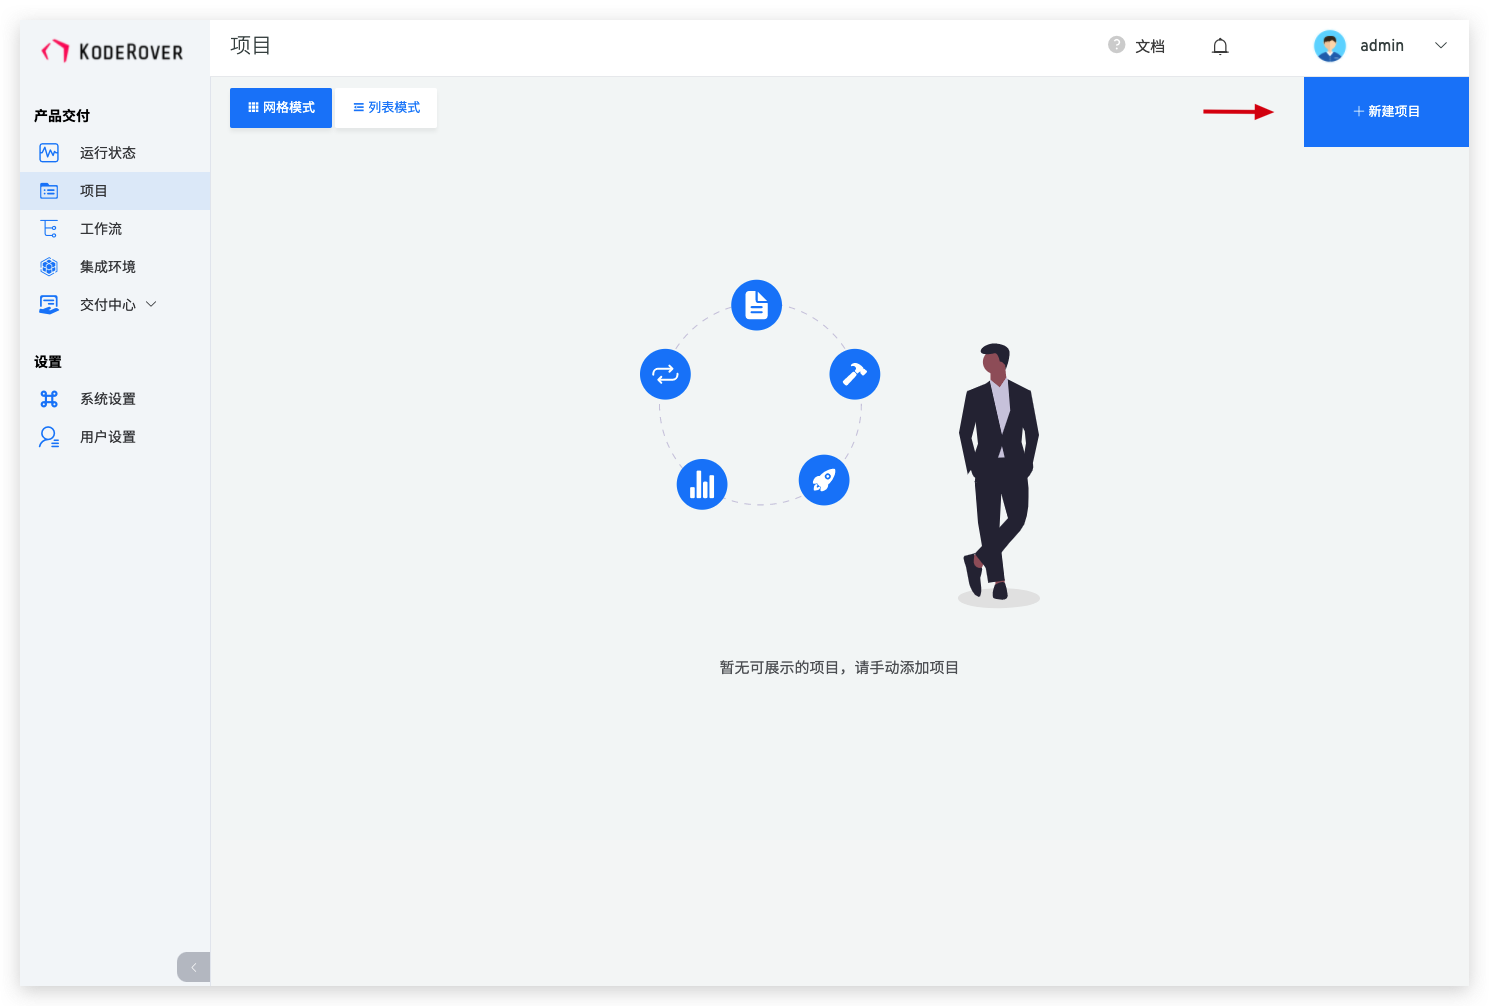 KODEROVER
项目
文档
admin
产品交付
运行状态
项目
工作流
集成环境
交付中心
设置
系统设置
用户设置
网格模式
列表模式
+ 新建项目
暂无可展示的项目，请手动添加项目